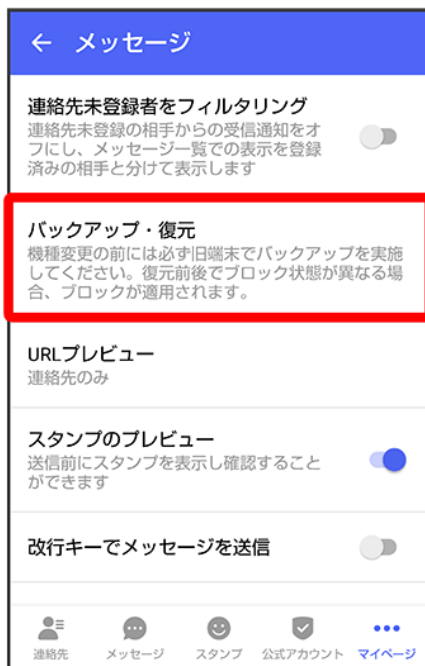 ← メッセージ
連絡先未登録者をフィルタリング
連絡先未登録の相手からの受信通知をオ
フにし、メッセージ一覧での表示を登録
済みの相手と分けて表示します
バックアップ・復元
機種変更の前には必ず旧端末でバックアップを実施
してください。復元前後でブロック状態が異なる場
合、ブロックが適用されます。
URLプレビュー
連絡先のみ
スタンプのプレビュー
送信前にスタンプを表示し確認すること
ができます
改行キーでメッセージを送信
連絡先 メッセージ スタンプ 公式アカウント マイページ